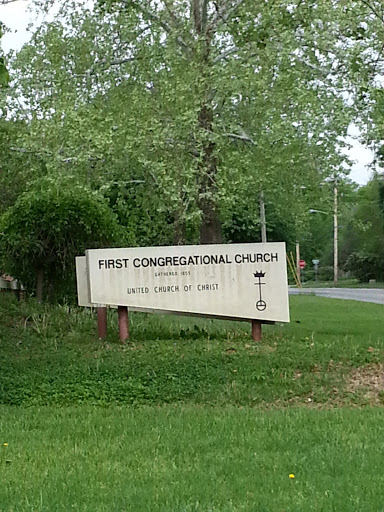 FIRST CONGREGATIONAL CHURCH
GATHERED 1855
UNITED CHURCH OF CHRIST